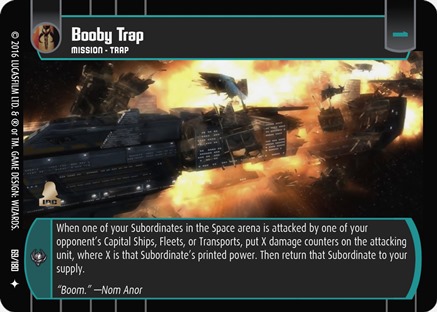 Booby Trap
MISSION - TRAP
© 2016 LUCASFILM LTD. & ® or TM. GAME DESIGN: WIZARDS.
IDC
When one of your Subordinates in the Space arena is attacked by one of your
opponent's Capital Ships, Fleets, or Transports, put X damage counters on the attacking
unit, where X is that Subordinate's printed power. Then return that Subordinate to your
supply.
"Boom." —Nom Anor